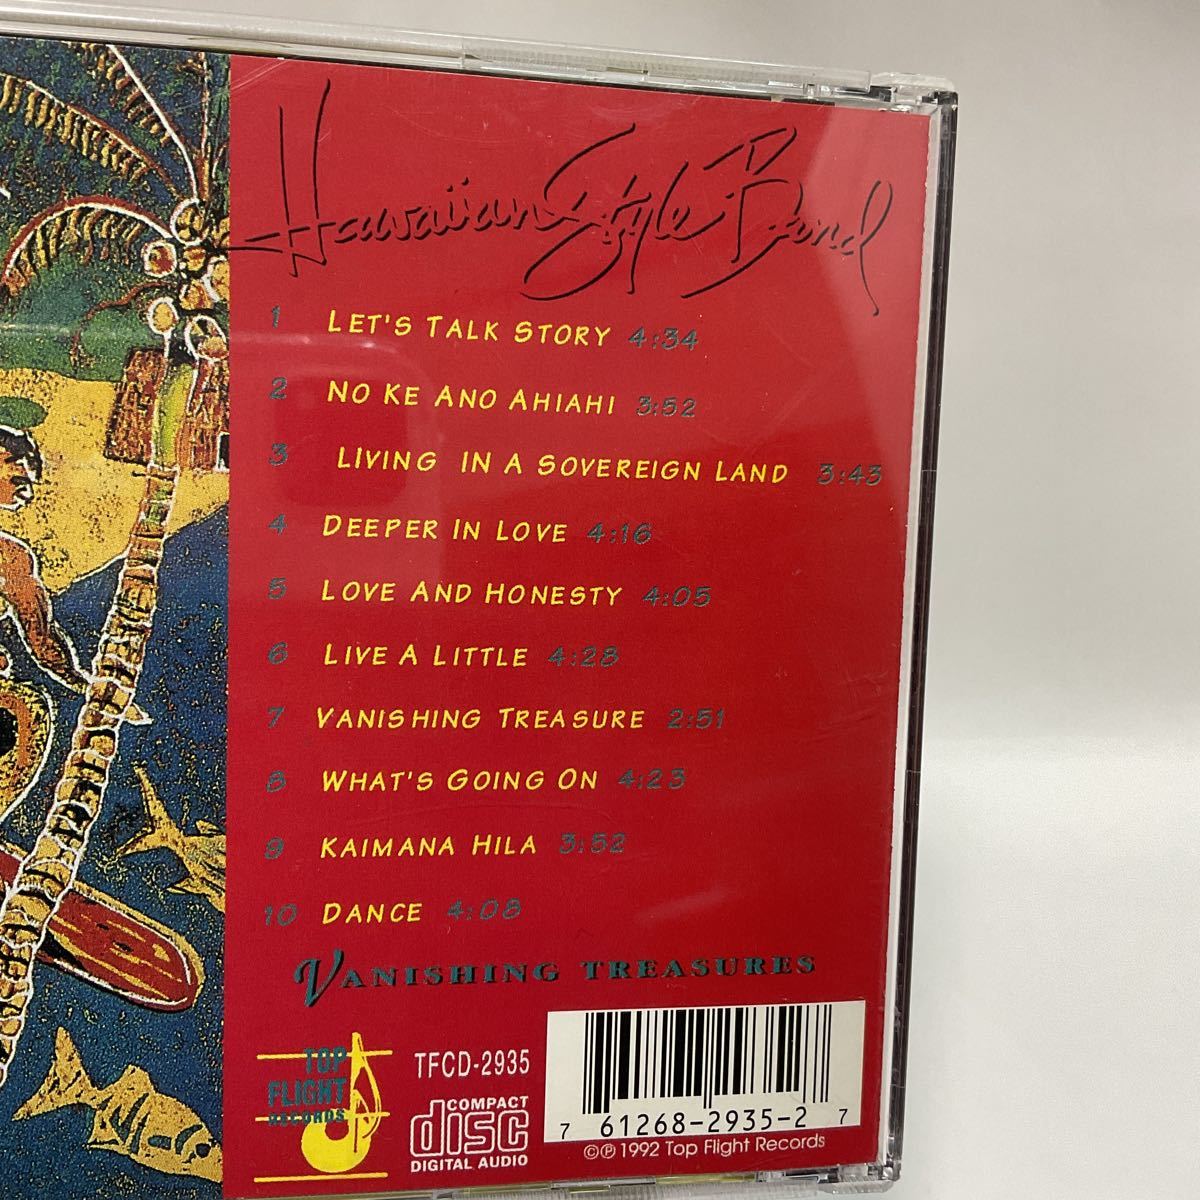 Hawaiian Style Band
1 LET'S TALK STORY 4:34
2 NO KE ANO AHIAHI 3:52
3 LIVING IN A SOVEREIGN LAND 3:43
4 DEEPER IN LOVE 4:16
5 LOVE AND HONESTY 4:05
6 LIVE A LITTLE 4:28
7 VANISHING TREASURE 2:51
8 WHAT'S GOING ON 4:23
9 KAIMANA HILA 3:52
10 DANCE 4:08
VANISHING TREASURES
TOP
FLIGHT
RECORDS
TFCD-2935
COMPACT
disc
DIGITAL AUDIO
7 61268-2935-2 7
©℗ 1992 Top Flight Records